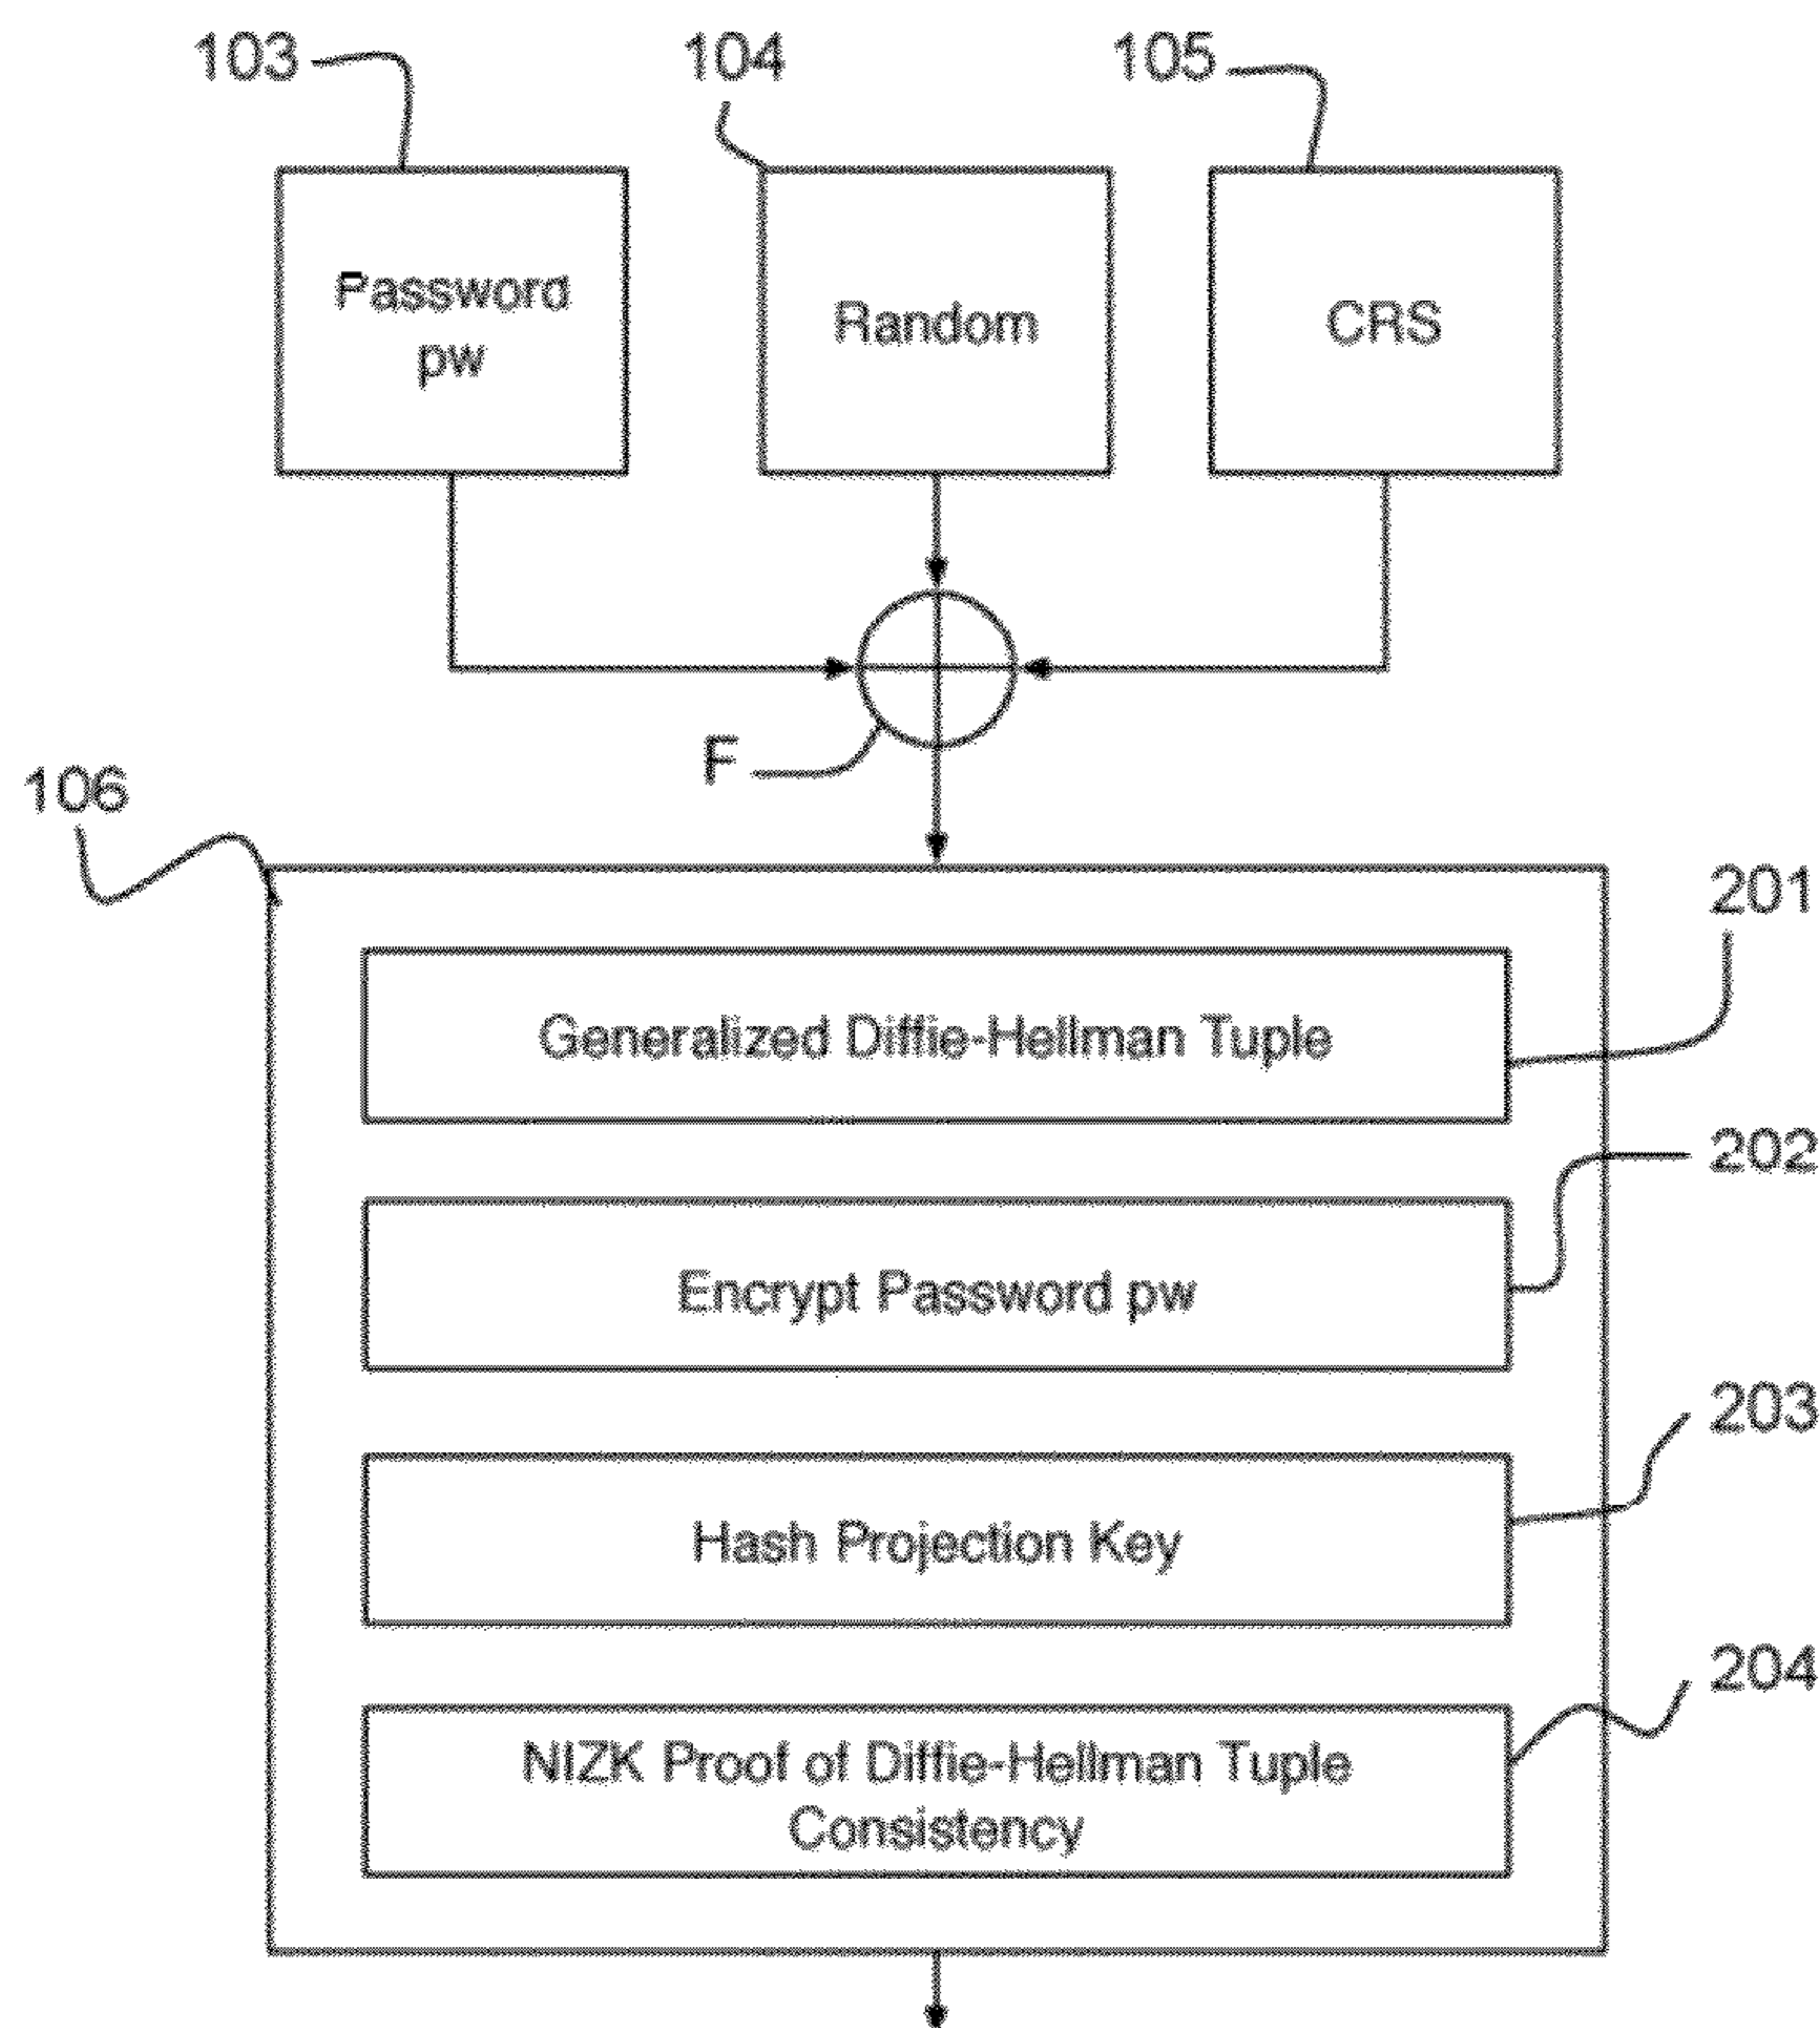 103
104
105
Password
pw
Random
CRS
F
106
201
Generalized Diffie-Hellman Tuple
202
Encrypt Password pw
203
Hash Projection Key
204
NIZK Proof of Diffie-Hellman Tuple
Consistency